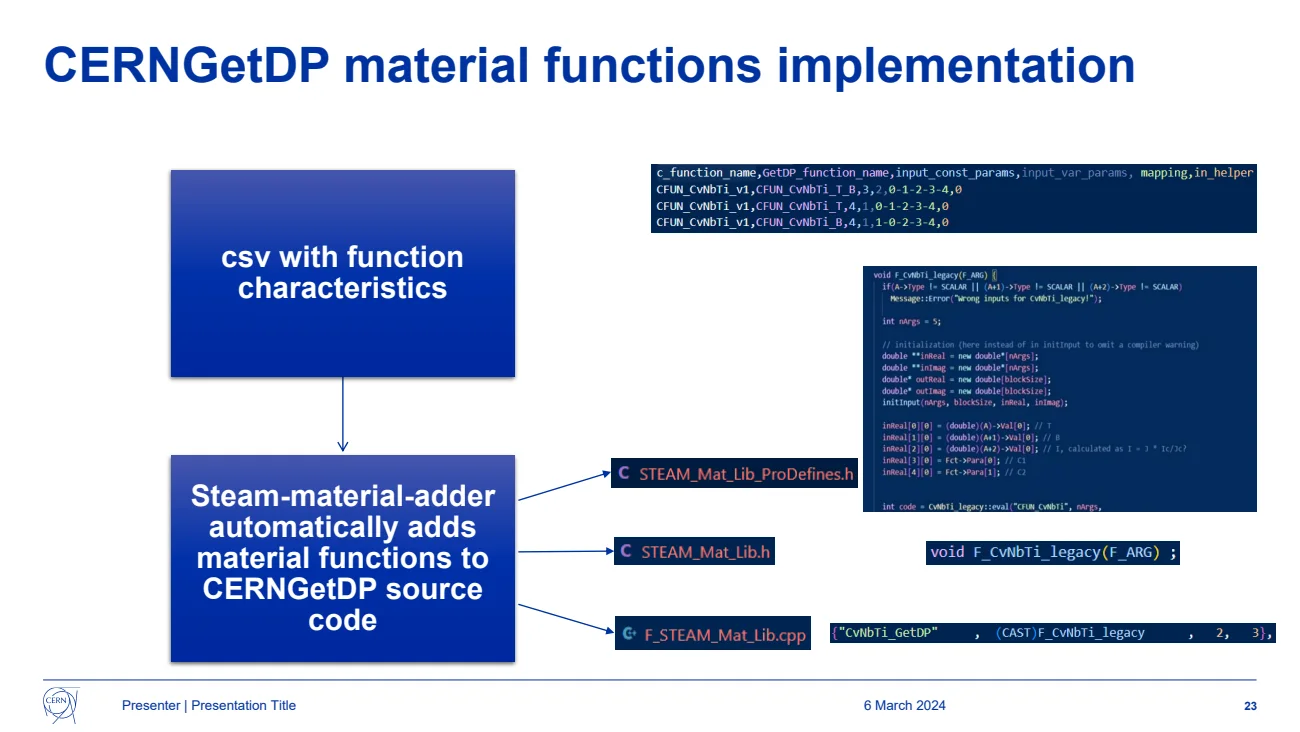 CERNGetDP material functions implementation
csv with function
characteristics
c_function_name,GetDP_function_name,input_const_params,input_var_params, mapping,in_helper
CFUN_CvNbTi_v1,CFUN_CvNbTi_T_B,3,2,0-1-2-3-4,0
CFUN_CvNbTi_v1,CFUN_CvNbTi_T,4,1,0-1-2-3-4,0
CFUN_CvNbTi_v1,CFUN_CvNbTi_B,4,1,1-0-2-3-4,0
void F_CvNbTi_legacy(F_ARG) {
if(A->Type != SCALAR || (A+1)->Type != SCALAR || (A+2)->Type != SCALAR)
Message::Error("Wrong inputs for CvNbTi_legacy!");
int nArgs = 5;
// initialization (here instead of in initInput to omit a compiler warning)
double **inReal = new double*[nArgs];
double **inImag = new double*[nArgs];
double* outReal = new double[blockSize];
double* outImag = new double[blockSize];
initInput(nArgs, blockSize, inReal, inImag);
inReal[0][0] = (double)(A)->Val[0]; // T
inReal[1][0] = (double)(A+1)->Val[0]; // B
inReal[2][0] = (double)(A+2)->Val[0]; // I, calculated as I = J * Ic/Jc?
inReal[3][0] = Fct->Para[0]; // C1
inReal[4][0] = Fct->Para[1]; // C2
int code = CvNbTi_legacy::eval("CFUN_CvNbTi", nArgs,
Steam-material-adder
automatically adds
material functions to
CERNGetDP source
code
C STEAM_Mat_Lib_ProDefines.h
C STEAM_Mat_Lib.h
void F_CvNbTi_legacy(F_ARG) ;
C+ F_STEAM_Mat_Lib.cpp
{"CvNbTi_GetDP" , (CAST)F_CvNbTi_legacy , 2, 3},
CERN
Presenter | Presentation Title
6 March 2024
23